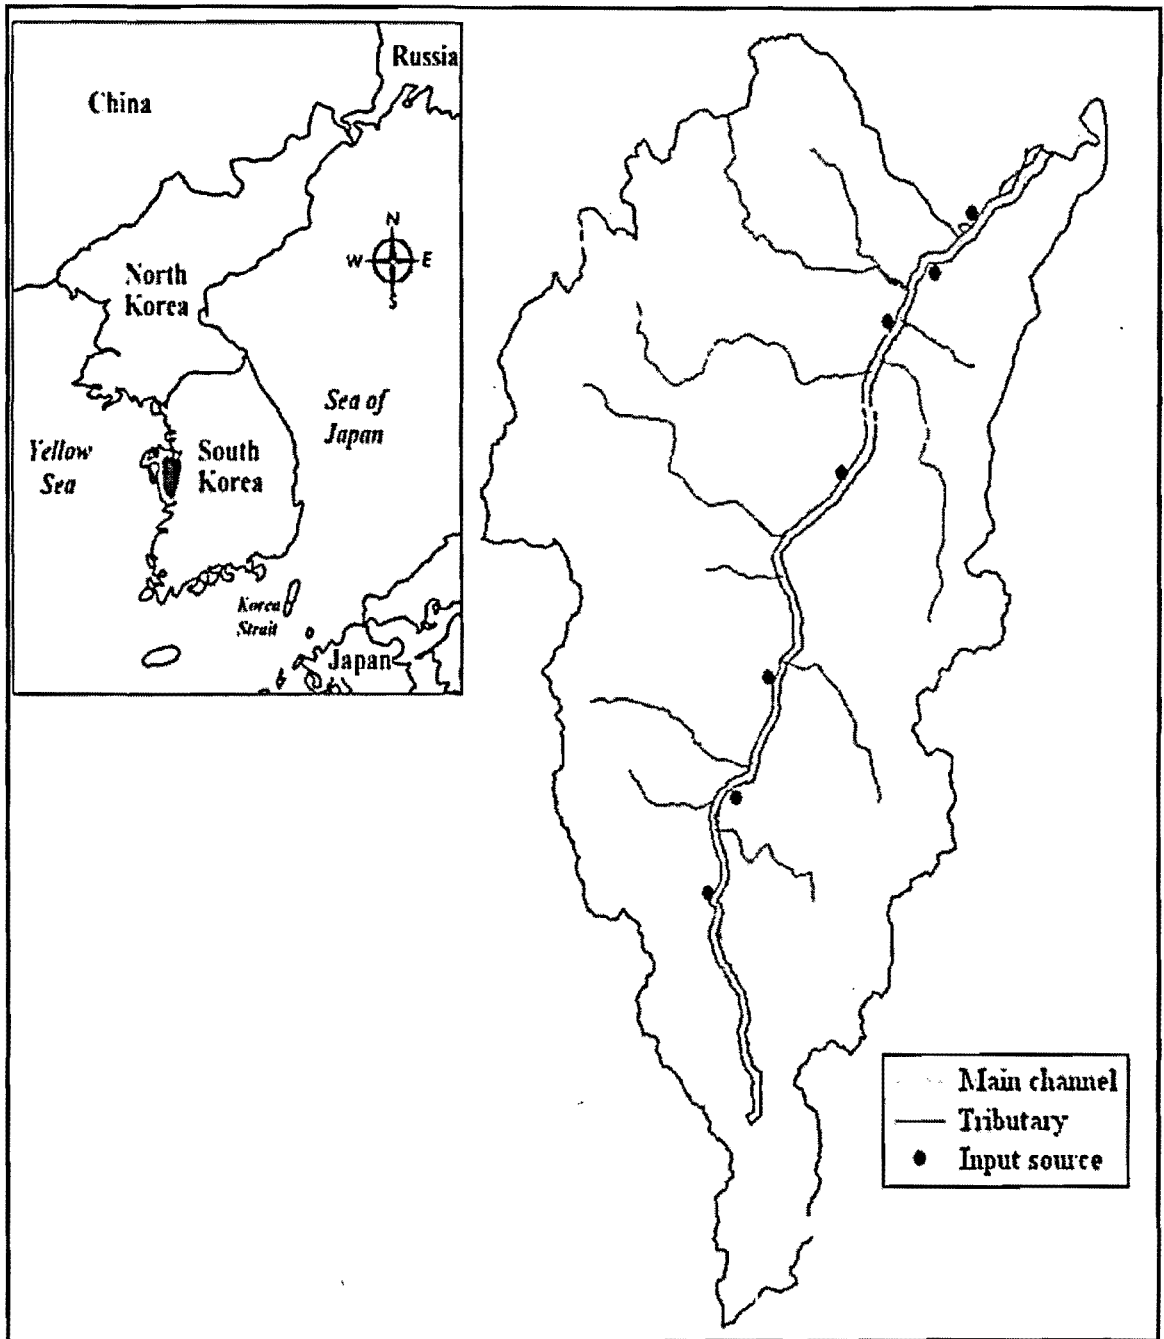 Russia
China
N
W E
S
North
Korea
Sea of
Japan
Yellow
Sea
South
Korea
Korea
Strait
Japan
Main channel
Tributary
Input source